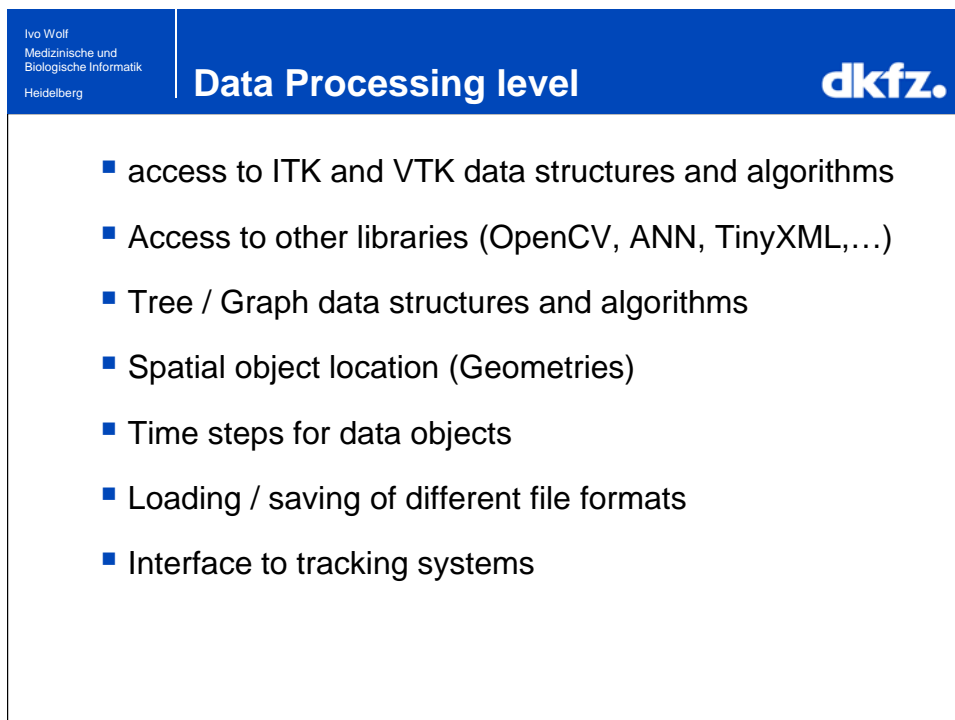 Ivo Wolf
Medizinische und
Biologische Informatik
Heidelberg
Data Processing level
dkfz.
access to ITK and VTK data structures and algorithms
Access to other libraries (OpenCV, ANN, TinyXML,…)
Tree / Graph data structures and algorithms
Spatial object location (Geometries)
Time steps for data objects
Loading / saving of different file formats
Interface to tracking systems